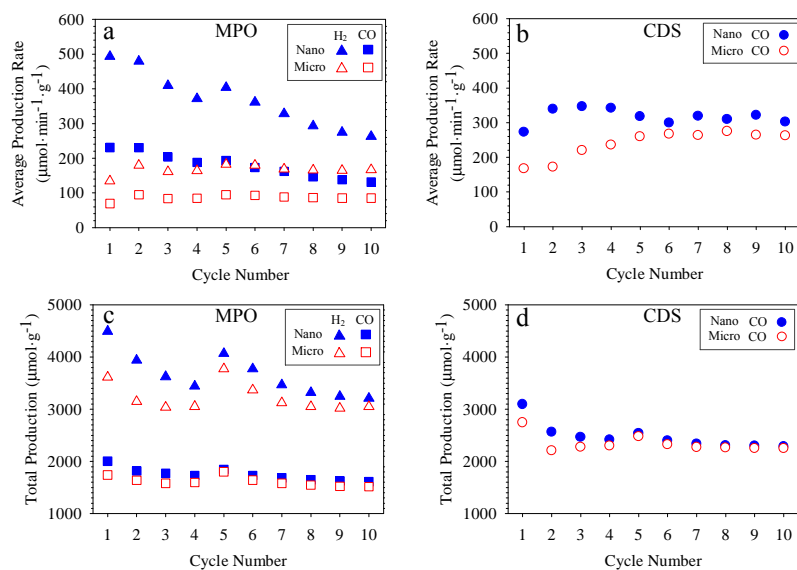 a
MPO
H₂ CO
Nano
Micro
600
500
400
300
200
100
0
Average Production Rate
(µmol·min⁻¹·g⁻¹)
1 2 3 4 5 6 7 8 9 10
Cycle Number
b
CDS
Nano CO
Micro CO
600
500
400
300
200
100
0
Average Production Rate
(µmol·min⁻¹·g⁻¹)
1 2 3 4 5 6 7 8 9 10
Cycle Number
c
MPO
H₂ CO
Nano
Micro
5000
4000
3000
2000
1000
Total Production (µmol·g⁻¹)
1 2 3 4 5 6 7 8 9 10
Cycle Number
d
CDS
Nano CO
Micro CO
5000
4000
3000
2000
1000
Total Production (µmol·g⁻¹)
1 2 3 4 5 6 7 8 9 10
Cycle Number